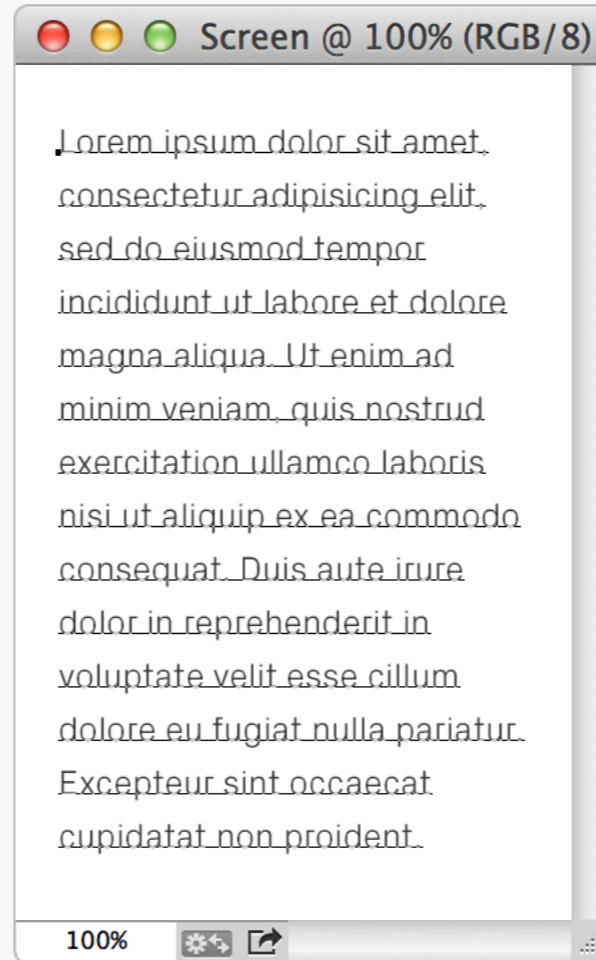 Screen @ 100% (RGB/8)
Lorem ipsum dolor sit amet,
consectetur adipisicing elit,
sed do eiusmod tempor
incididunt ut labore et dolore
magna aliqua. Ut enim ad
minim veniam, quis nostrud
exercitation ullamco laboris
nisi ut aliquip ex ea commodo
consequat. Duis aute irure
dolor in reprehenderit in
voluptate velit esse cillum
dolore eu fugiat nulla pariatur.
Excepteur sint occaecat
cupidatat non proident.
100%